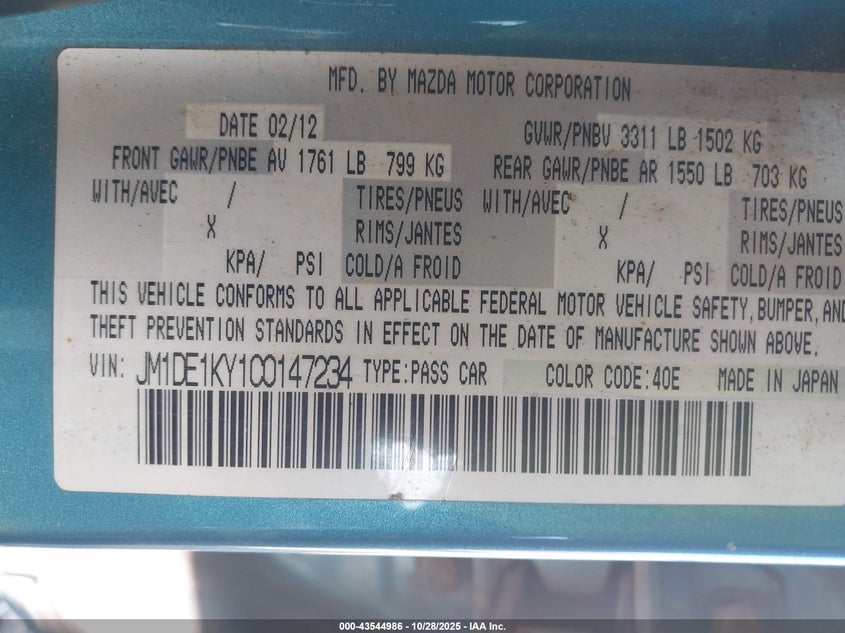 MFD. BY MAZDA MOTOR CORPORATION
DATE 02/12 GVWR/PNBV 3311 LB 1502 KG
FRONT GAWR/PNBE AV 1761 LB 799 KG REAR GAWR/PNBE AR 1550 LB 703 KG
WITH/AVEC / TIRES/PNEUS WITH/AVEC / TIRES/PNEUS
X RIMS/JANTES X RIMS/JANTES
KPA/ PSI COLD/A FROID KPA/ PSI COLD/A FROID
THIS VEHICLE CONFORMS TO ALL APPLICABLE FEDERAL MOTOR VEHICLE SAFETY,BUMPER,AND
THEFT PREVENTION STANDARDS IN EFFECT ON THE DATE OF MANUFACTURE SHOWN ABOVE.
VIN: JM1DE1KY1C0147234 TYPE:PASS CAR COLOR CODE:40E MADE IN JAPAN
000-43544986 - 10/28/2025 - IAA Inc.